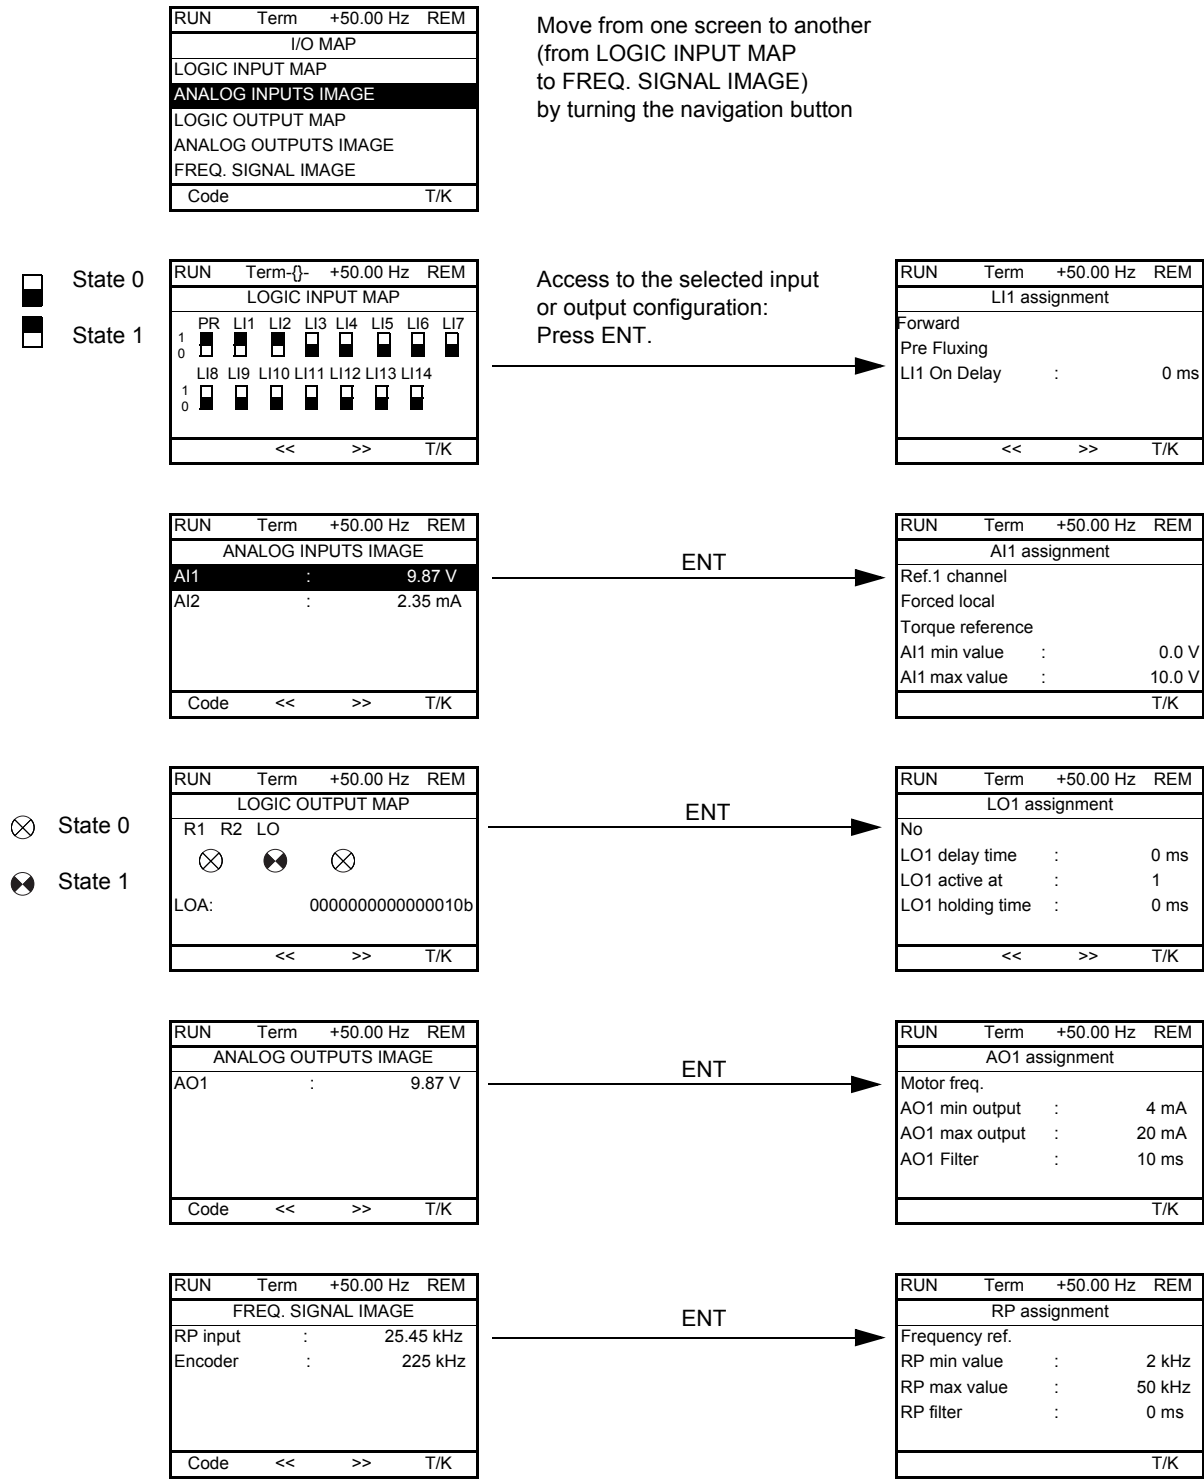 RUN Term +50.00 Hz REM
I/O MAP
LOGIC INPUT MAP
ANALOG INPUTS IMAGE
LOGIC OUTPUT MAP
ANALOG OUTPUTS IMAGE
FREQ. SIGNAL IMAGE
Code T/K
Move from one screen to another
(from LOGIC INPUT MAP
to FREQ. SIGNAL IMAGE)
by turning the navigation button
State 0
State 1
RUN Term-{}- +50.00 Hz REM
LOGIC INPUT MAP
PR LI1 LI2 LI3 LI4 LI5 LI6 LI7
1
0
LI8 LI9 LI10 LI11 LI12 LI13 LI14
1
0
<< >> T/K
Access to the selected input
or output configuration:
Press ENT.
RUN Term +50.00 Hz REM
LI1 assignment
Forward
Pre Fluxing
LI1 On Delay : 0 ms
<< >> T/K
RUN Term +50.00 Hz REM
ANALOG INPUTS IMAGE
AI1 : 9.87 V
AI2 : 2.35 mA
Code << >> T/K
ENT
RUN Term +50.00 Hz REM
AI1 assignment
Ref.1 channel
Forced local
Torque reference
AI1 min value : 0.0 V
AI1 max value : 10.0 V
T/K
State 0
State 1
RUN Term +50.00 Hz REM
LOGIC OUTPUT MAP
R1 R2 LO
LOA: 0000000000000010b
<< >> T/K
ENT
RUN Term +50.00 Hz REM
LO1 assignment
No
LO1 delay time : 0 ms
LO1 active at : 1
LO1 holding time : 0 ms
<< >> T/K
RUN Term +50.00 Hz REM
ANALOG OUTPUTS IMAGE
AO1 : 9.87 V
Code << >> T/K
ENT
RUN Term +50.00 Hz REM
AO1 assignment
Motor freq.
AO1 min output : 4 mA
AO1 max output : 20 mA
AO1 Filter : 10 ms
T/K
RUN Term +50.00 Hz REM
FREQ. SIGNAL IMAGE
RP input : 25.45 kHz
Encoder : 225 kHz
Code << >> T/K
ENT
RUN Term +50.00 Hz REM
RP assignment
Frequency ref.
RP min value : 2 kHz
RP max value : 50 kHz
RP filter : 0 ms
T/K